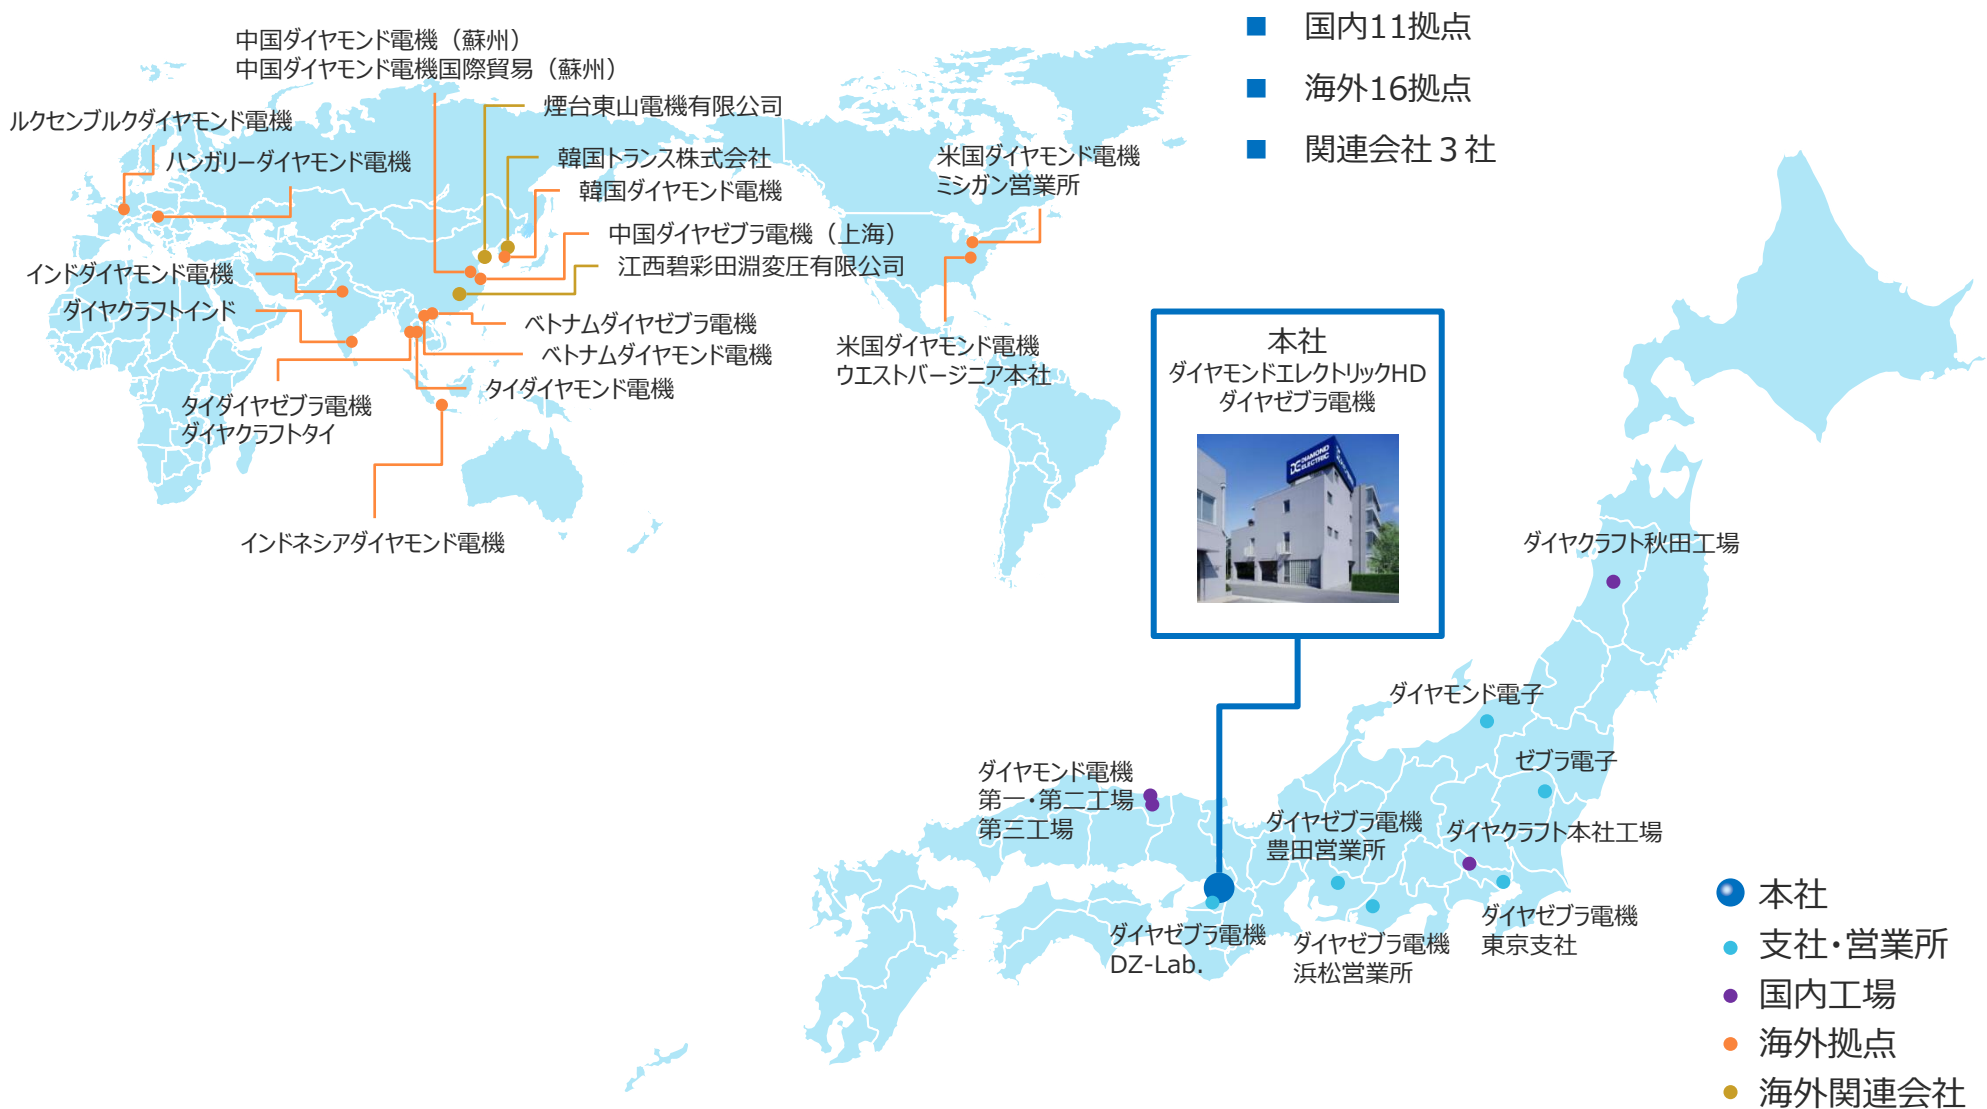 国内11拠点
海外16拠点
関連会社３社
中国ダイヤモンド電機（蘇州）
中国ダイヤモンド電機国際貿易（蘇州）
煙台東山電機有限公司
ルクセンブルクダイヤモンド電機
ハンガリーダイヤモンド電機
韓国トランス株式会社
韓国ダイヤモンド電機
米国ダイヤモンド電機
ミシガン営業所
中国ダイヤゼブラ電機（上海）
江西碧彩田淵変圧有限公司
インドダイヤモンド電機
ダイヤクラフトインド
ベトナムダイヤゼブラ電機
ベトナムダイヤモンド電機
タイダイヤモンド電機
米国ダイヤモンド電機
ウエストバージニア本社
タイダイヤゼブラ電機
ダイヤクラフトタイ
インドネシアダイヤモンド電機
本社
ダイヤモンドエレクトリックHD
ダイヤゼブラ電機
DIAMOND
ELECTRIC
ダイヤクラフト秋田工場
ダイヤモンド電子
ゼブラ電子
ダイヤモンド電機
第一・第二工場
第三工場
ダイヤゼブラ電機
豊田営業所
ダイヤクラフト本社工場
ダイヤゼブラ電機
東京支社
ダイヤゼブラ電機
DZ-Lab.
ダイヤゼブラ電機
浜松営業所
本社
支社・営業所
国内工場
海外拠点
海外関連会社